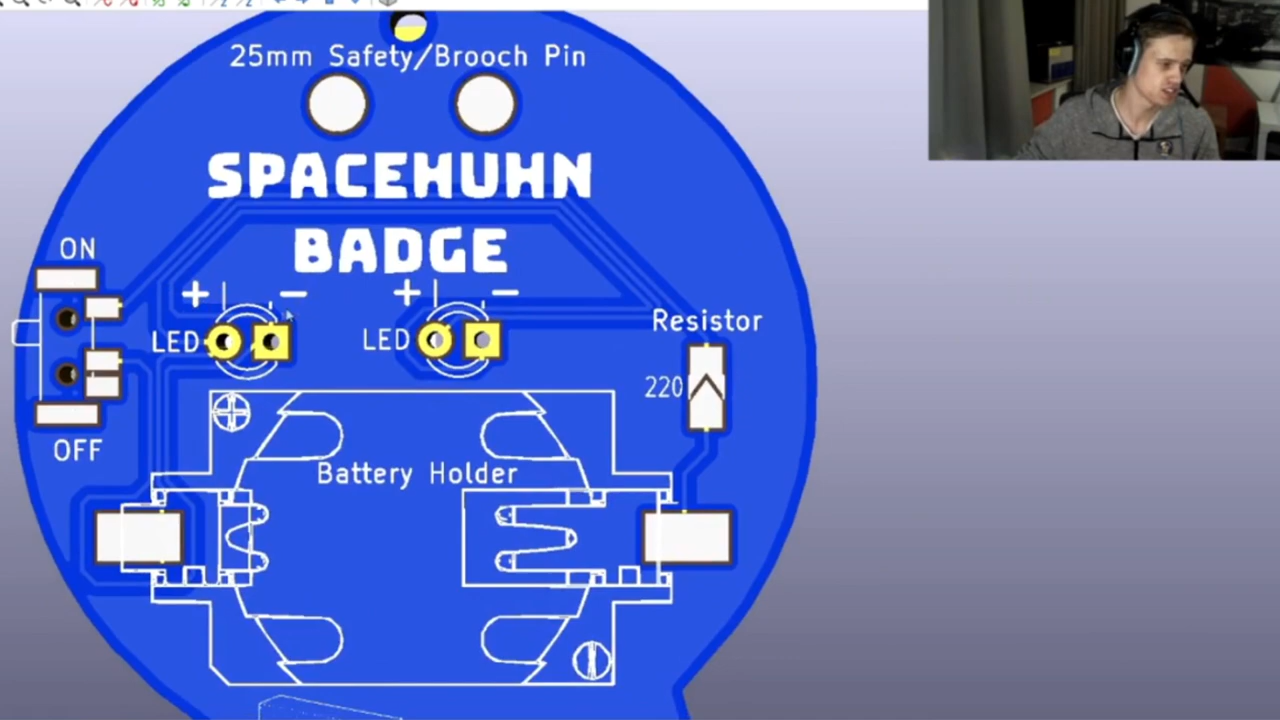 25mm Safety/Brooch Pin
SPACEHUHN
BADGE
ON
+ -
+ -
LED
LED
Resistor
220
OFF
Battery Holder
+